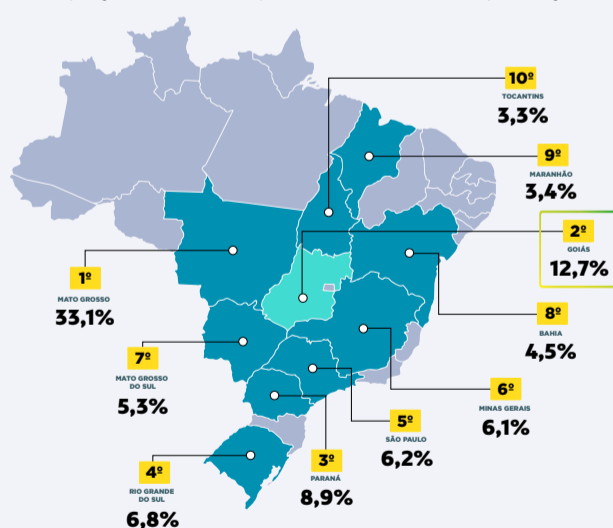 10º
TOCANTINS
3,3%
9º
MARANHÃO
3,4%
2º
GOIÁS
12,7%
1º
MATO GROSSO
33,1%
8º
BAHIA
4,5%
7º
MATO GROSSO
DO SUL
5,3%
6º
MINAS GERAIS
6,1%
5º
SÃO PAULO
6,2%
3º
PARANÁ
8,9%
4º
RIO GRANDE
DO SUL
6,8%